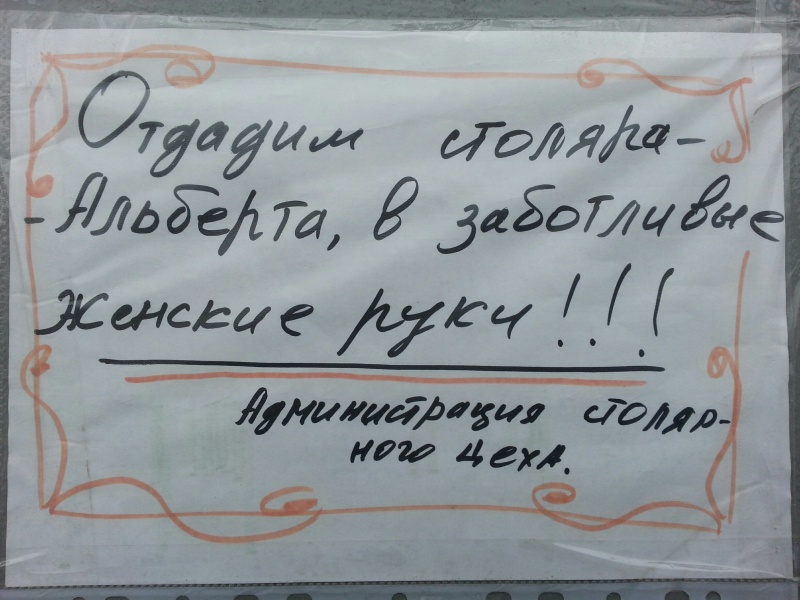 Отдадим столяра-
-Альберта, в заботливые
женские руки!!!
Администрация столяр-
ного цеха.